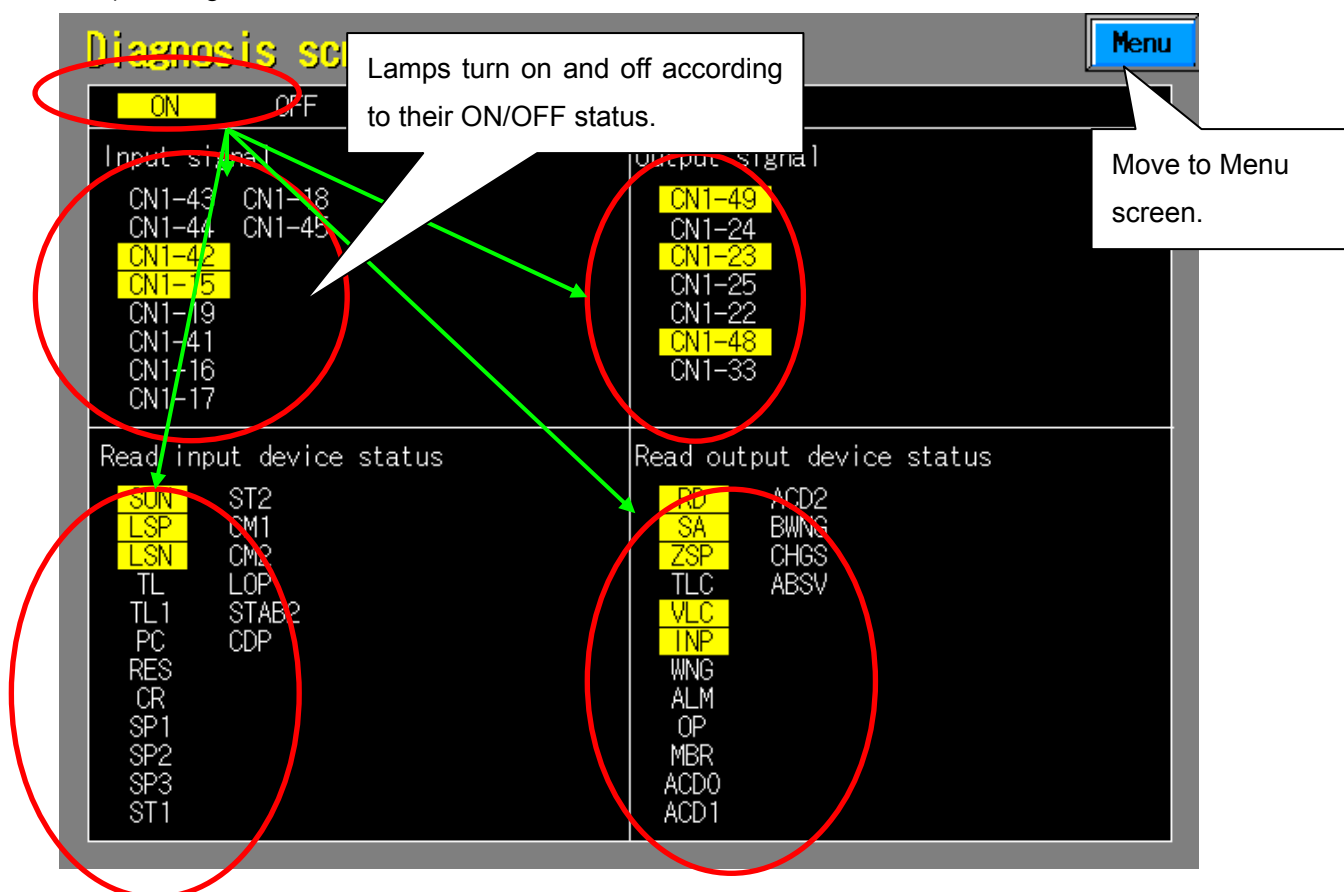 Diagnosis sc
Menu
Lamps turn on and off according
to their ON/OFF status.
ON OFF
Move to Menu
screen.
Input signal
CN1-43 CN1-18
CN1-44 CN1-45
CN1-42
CN1-15
CN1-19
CN1-41
CN1-16
CN1-17
Output signal
CN1-49
CN1-24
CN1-23
CN1-25
CN1-22
CN1-48
CN1-33
Read input device status
SON ST2
LSP CM1
LSN CM2
TL LOP
TL1 STAB2
PC CDP
RES
CR
SP1
SP2
SP3
ST1
Read output device status
RD ACD2
SA BWNG
ZSP CHGS
TLC ABSV
VLC
INP
WNG
ALM
OP
MBR
ACD0
ACD1